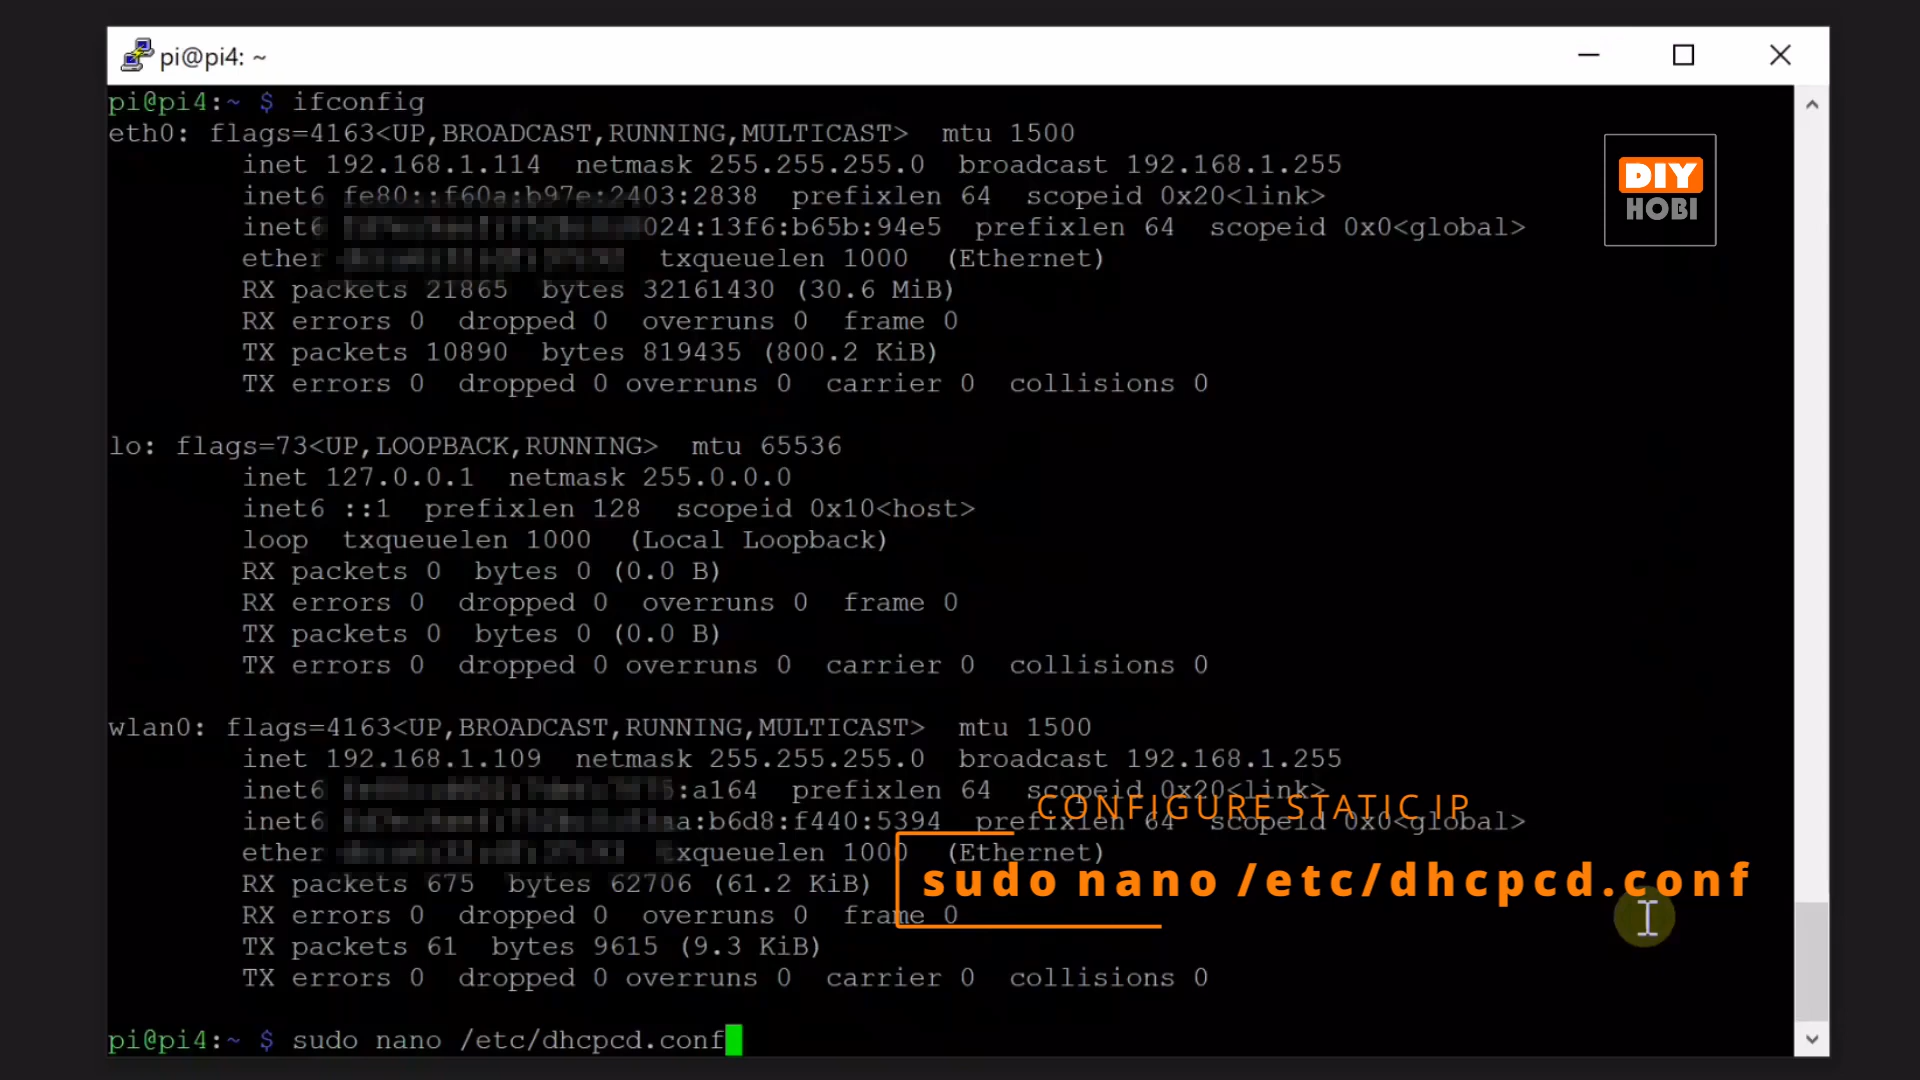 pi@pi4: ~
pi@pi4:~ $ ifconfig
eth0: flags=4163<UP,BROADCAST,RUNNING,MULTICAST>  mtu 1500
inet 192.168.1.114  netmask 255.255.255.0  broadcast 192.168.1.255
inet6 fe80::f60a:b97e:2403:2838  prefixlen 64  scopeid 0x20<link>
inet6 024:13f6:b65b:94e5  prefixlen 64  scopeid 0x0<global>
ether txqueuelen 1000  (Ethernet)
RX packets 21865  bytes 32161430 (30.6 MiB)
RX errors 0  dropped 0  overruns 0  frame 0
TX packets 10890  bytes 819435 (800.2 KiB)
TX errors 0  dropped 0 overruns 0  carrier 0  collisions 0
DIY
HOBI
lo: flags=73<UP,LOOPBACK,RUNNING>  mtu 65536
inet 127.0.0.1  netmask 255.0.0.0
inet6 ::1  prefixlen 128  scopeid 0x10<host>
loop  txqueuelen 1000  (Local Loopback)
RX packets 0  bytes 0 (0.0 B)
RX errors 0  dropped 0  overruns 0  frame 0
TX packets 0  bytes 0 (0.0 B)
TX errors 0  dropped 0 overruns 0  carrier 0  collisions 0
wlan0: flags=4163<UP,BROADCAST,RUNNING,MULTICAST>  mtu 1500
inet 192.168.1.109  netmask 255.255.255.0  broadcast 192.168.1.255
inet6 :a164  prefixlen 64  scopeid 0x20<link>
inet6 a:b6d8:f440:5394  prefixlen 64  scopeid 0x0<global>
ether txqueuelen 1000  (Ethernet)
RX packets 675  bytes 62706 (61.2 KiB)
RX errors 0  dropped 0  overruns 0  frame 0
TX packets 61  bytes 9615 (9.3 KiB)
TX errors 0  dropped 0 overruns 0  carrier 0  collisions 0
CONFIGURE STATIC IP
sudo nano /etc/dhcpcd.conf
pi@pi4:~ $ sudo nano /etc/dhcpcd.conf